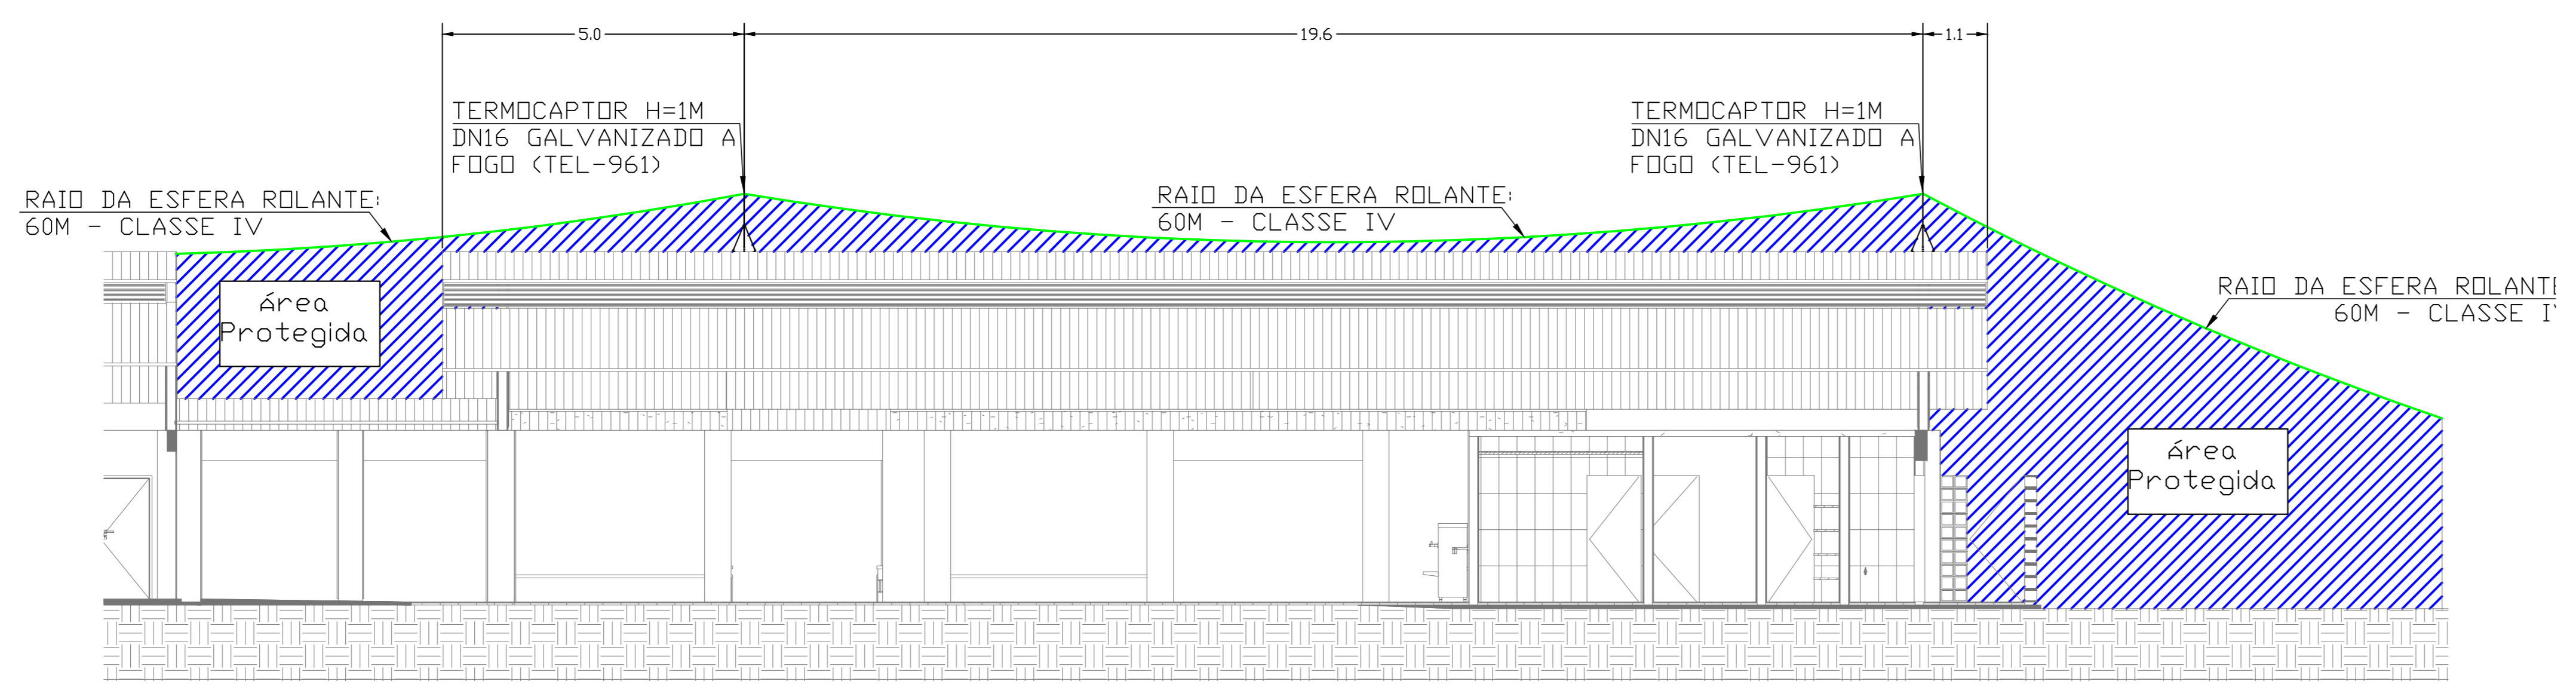 5.0
19.6
1.1
TERMOCAPTOR H=1M
DN16 GALVANIZADO A
FOGO (TEL-961)
TERMOCAPTOR H=1M
DN16 GALVANIZADO A
FOGO (TEL-961)
RAIO DA ESFERA ROLANTE:
60M - CLASSE IV
RAIO DA ESFERA ROLANTE:
60M - CLASSE IV
RAIO DA ESFERA ROLANTE
60M - CLASSE
Área
Protegida
Área
Protegida